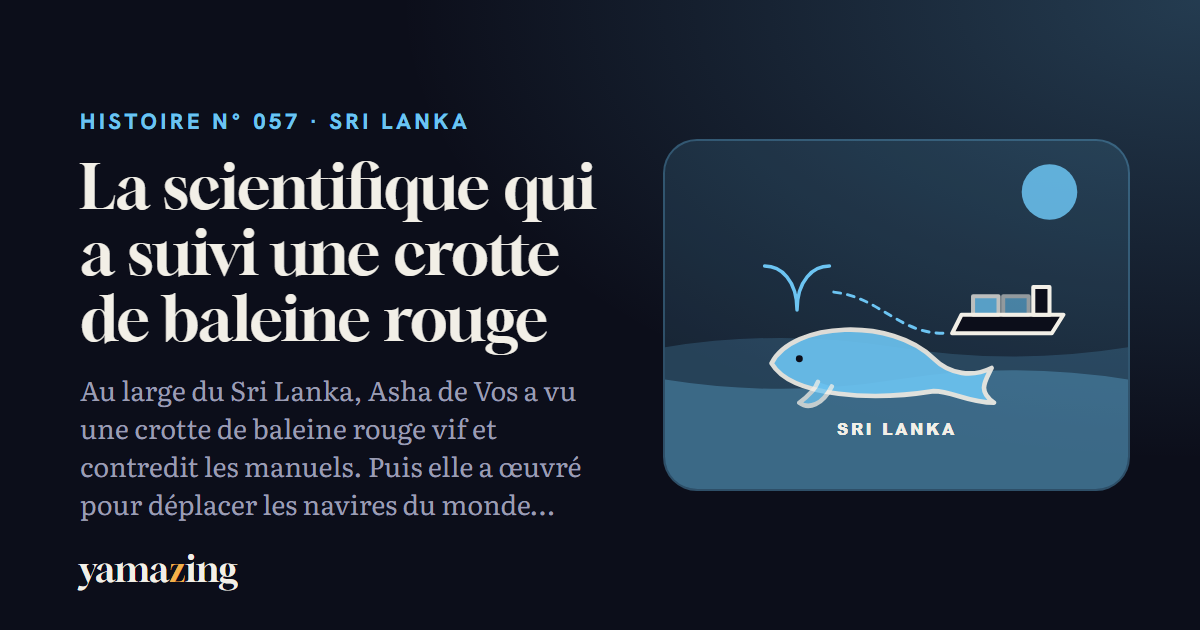 HISTOIRE N° 057 · SRI LANKA
La scientifique qui
a suivi une crotte
de baleine rouge
Au large du Sri Lanka, Asha de Vos a vu
une crotte de baleine rouge vif et
contredit les manuels. Puis elle a œuvré
pour déplacer les navires du monde…
yamazing
SRI LANKA